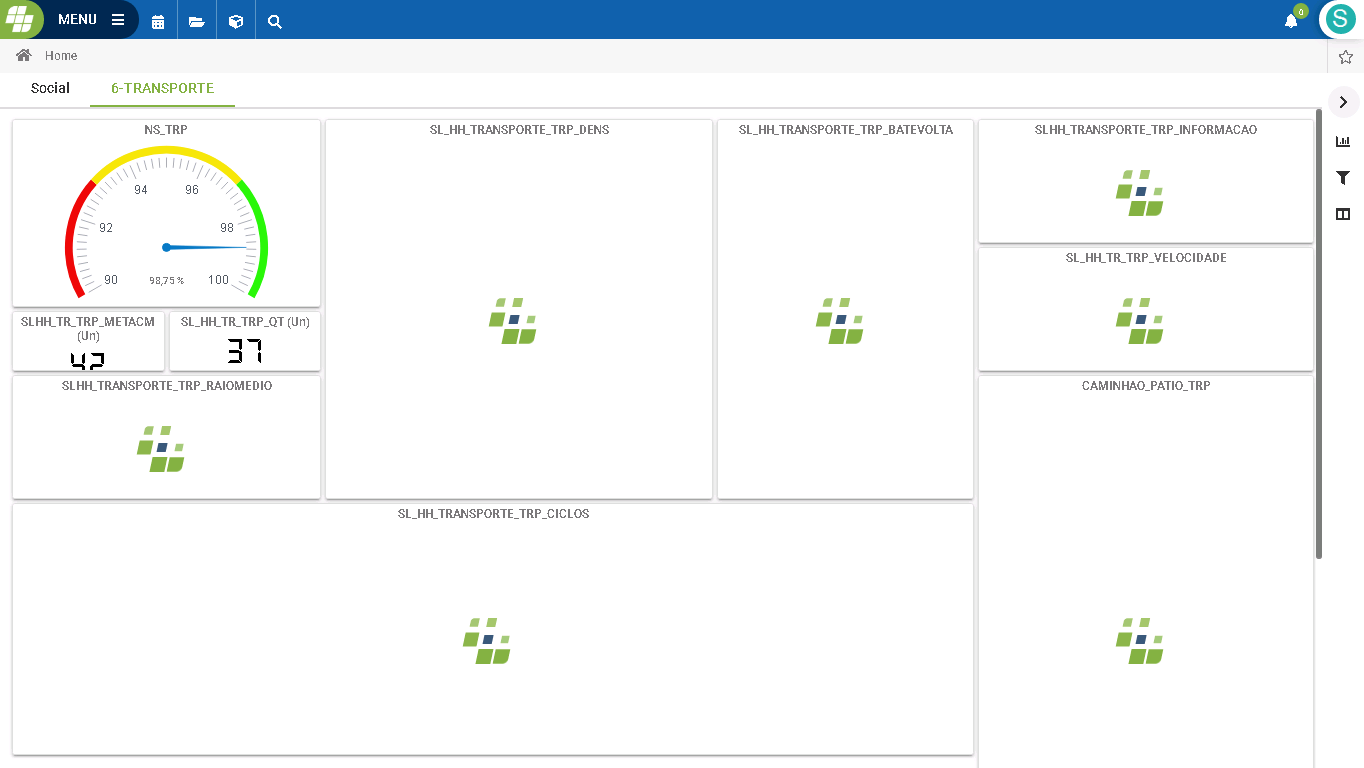 MENU
0
S
Home
Social
6-TRANSPORTE
NS_TRP
94
96
92
98
90
98,75 %
100
SL_HH_TRANSPORTE_TRP_DENS
SL_HH_TRANSPORTE_TRP_BATEVOLTA
SLHH_TRANSPORTE_TRP_INFORMACAO
SL_HH_TR_TRP_VELOCIDADE
SLHH_TR_TRP_METACM
(Un)
42
SL_HH_TR_TRP_QT (Un)
37
SLHH_TRANSPORTE_TRP_RAIOMEDIO
CAMINHAO_PATIO_TRP
SL_HH_TRANSPORTE_TRP_CICLOS